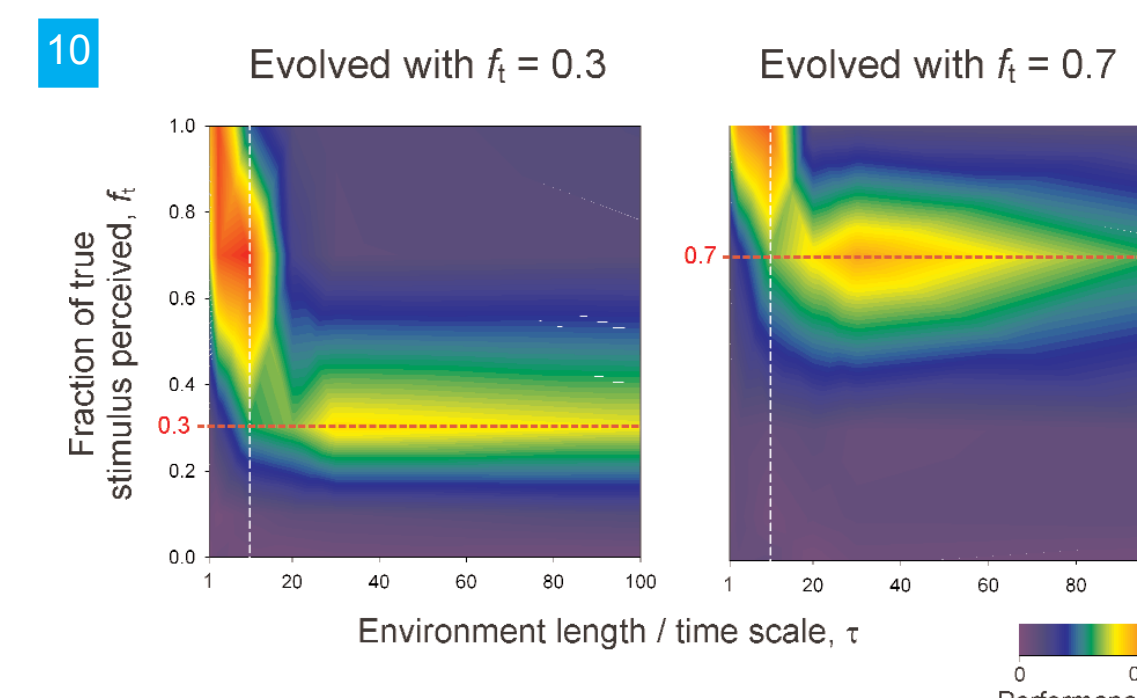 10
Evolved with fₜ = 0.3
Evolved with fₜ = 0.7
Fraction of true
stimulus perceived, fₜ
1.0
0.8
0.6
0.4
0.3
0.2
0.0
1 20 40 60 80 100
0.7
1 20 40 60 80
Environment length / time scale, τ
0